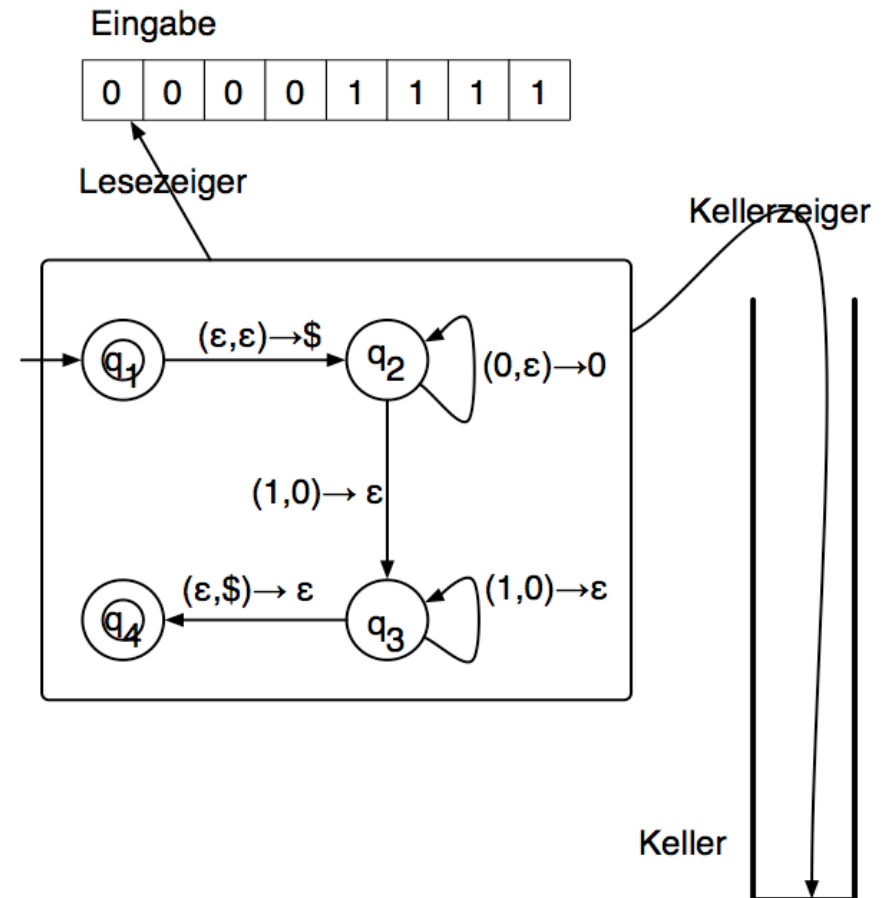 Eingabe
0 0 0 0 1 1 1 1
Lesezeiger
Kellerzeiger
q1 (ε,ε)→$ q2 (0,ε)→0
(1,0)→ ε
q4 (ε,$)→ ε q3 (1,0)→ε
Keller